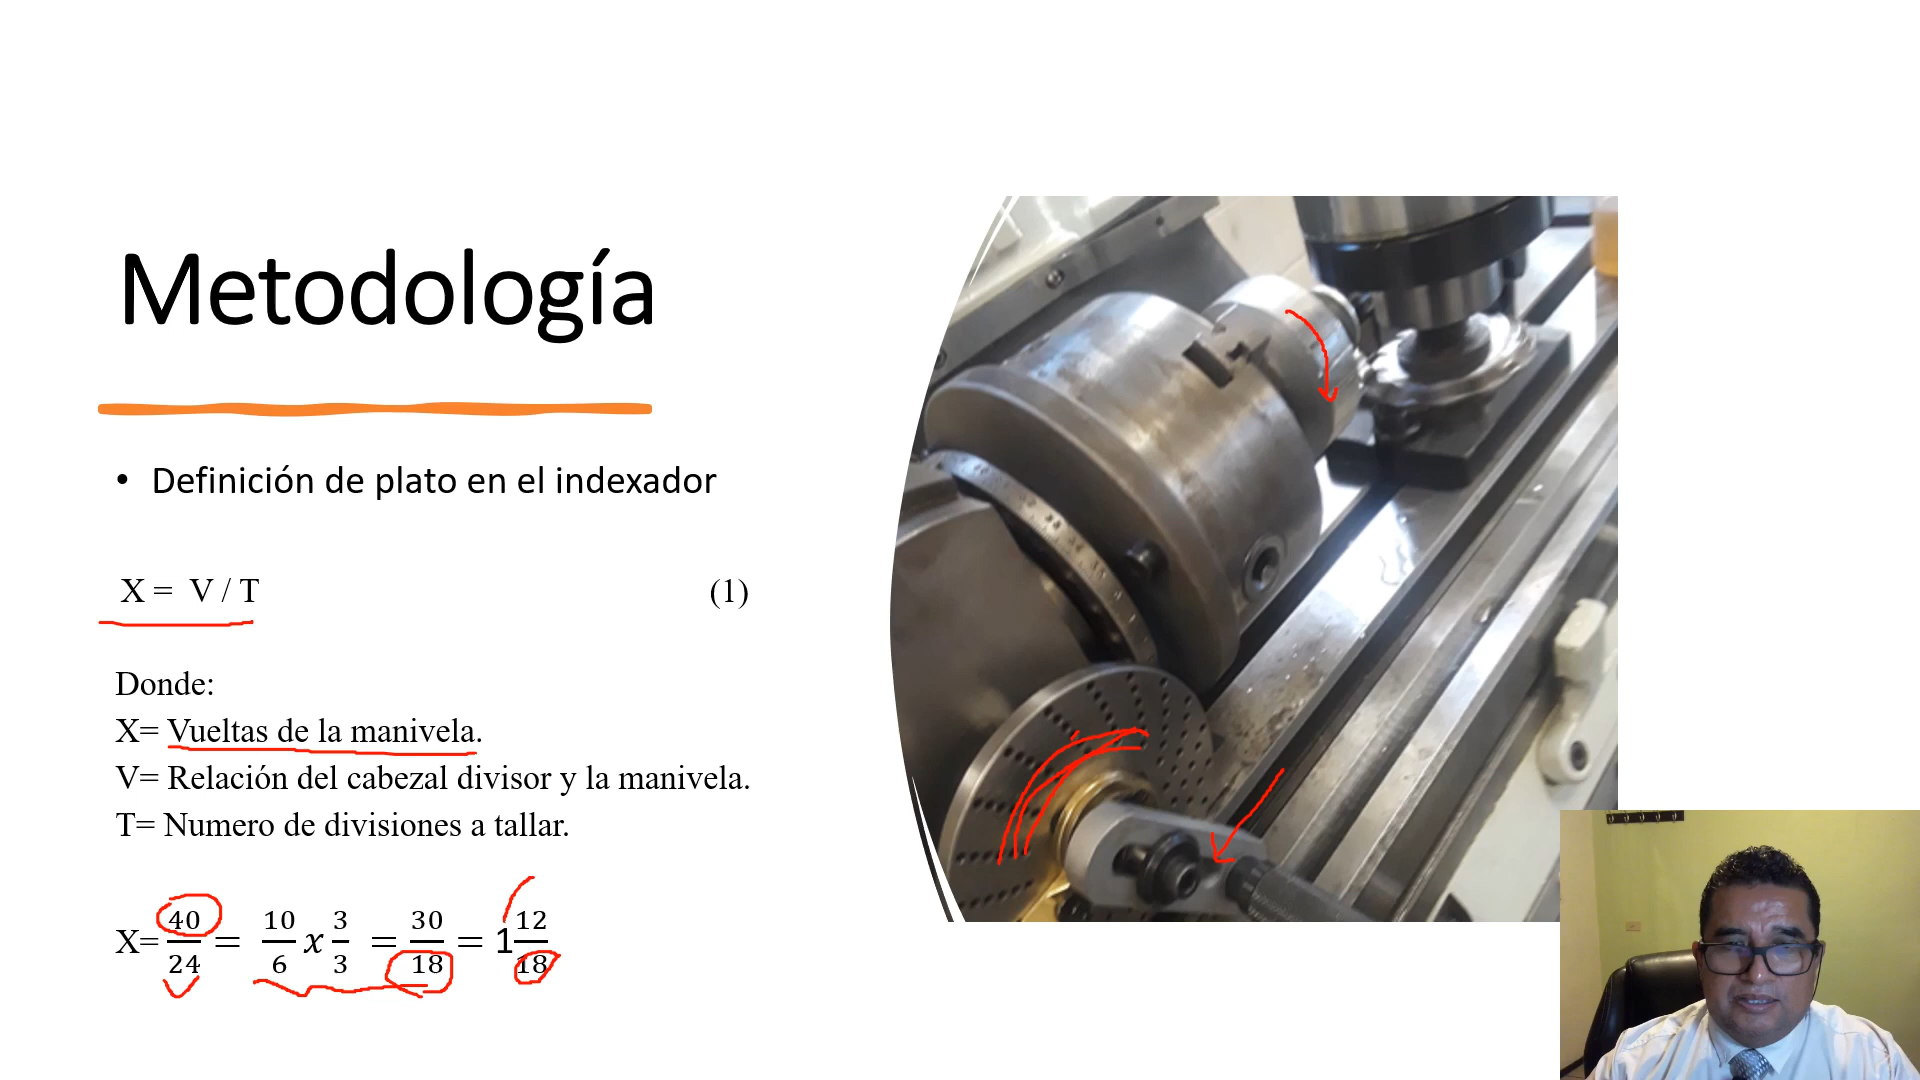 Metodología
• Definición de plato en el indexador
X = V / T (1)
Donde:
X= Vueltas de la manivela.
V= Relación del cabezal divisor y la manivela.
T= Numero de divisiones a tallar.
X= 40/24 = 10/6 x 3/3 = 30/18 = 1 12/18